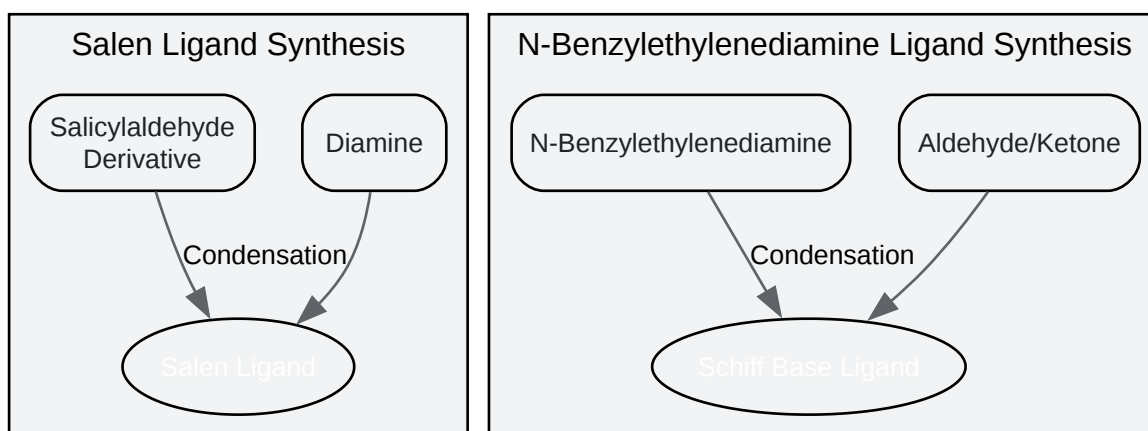 Salen Ligand Synthesis
Salicylaldehyde
Derivative
Diamine
Condensation
Salen Ligand
N-Benzylethylenediamine Ligand Synthesis
N-Benzylethylenediamine
Aldehyde/Ketone
Condensation
Schiff Base Ligand